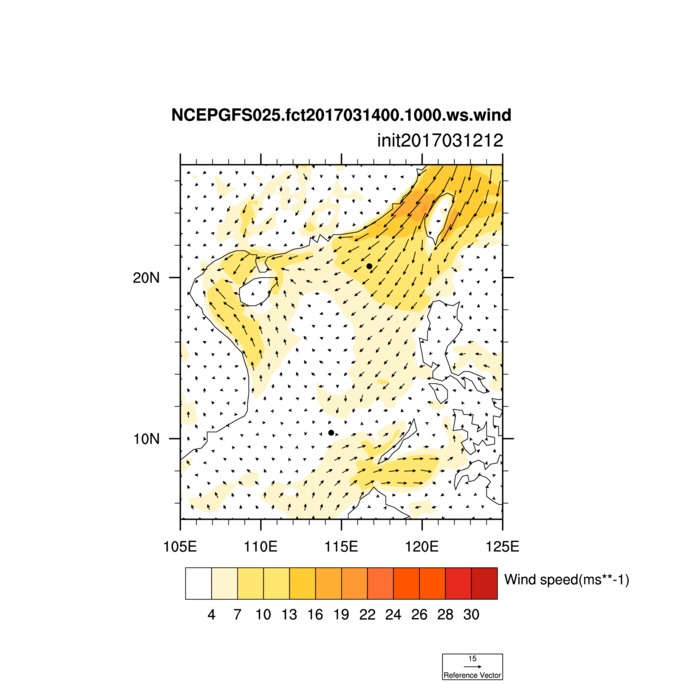 NCEPGFS025.fct2017031400.1000.ws.wind
init2017031212
20N
10N
105E 110E 115E 120E 125E
Wind speed(ms**-1)
4 7 10 13 16 19 22 24 26 28 30
15
Reference Vector